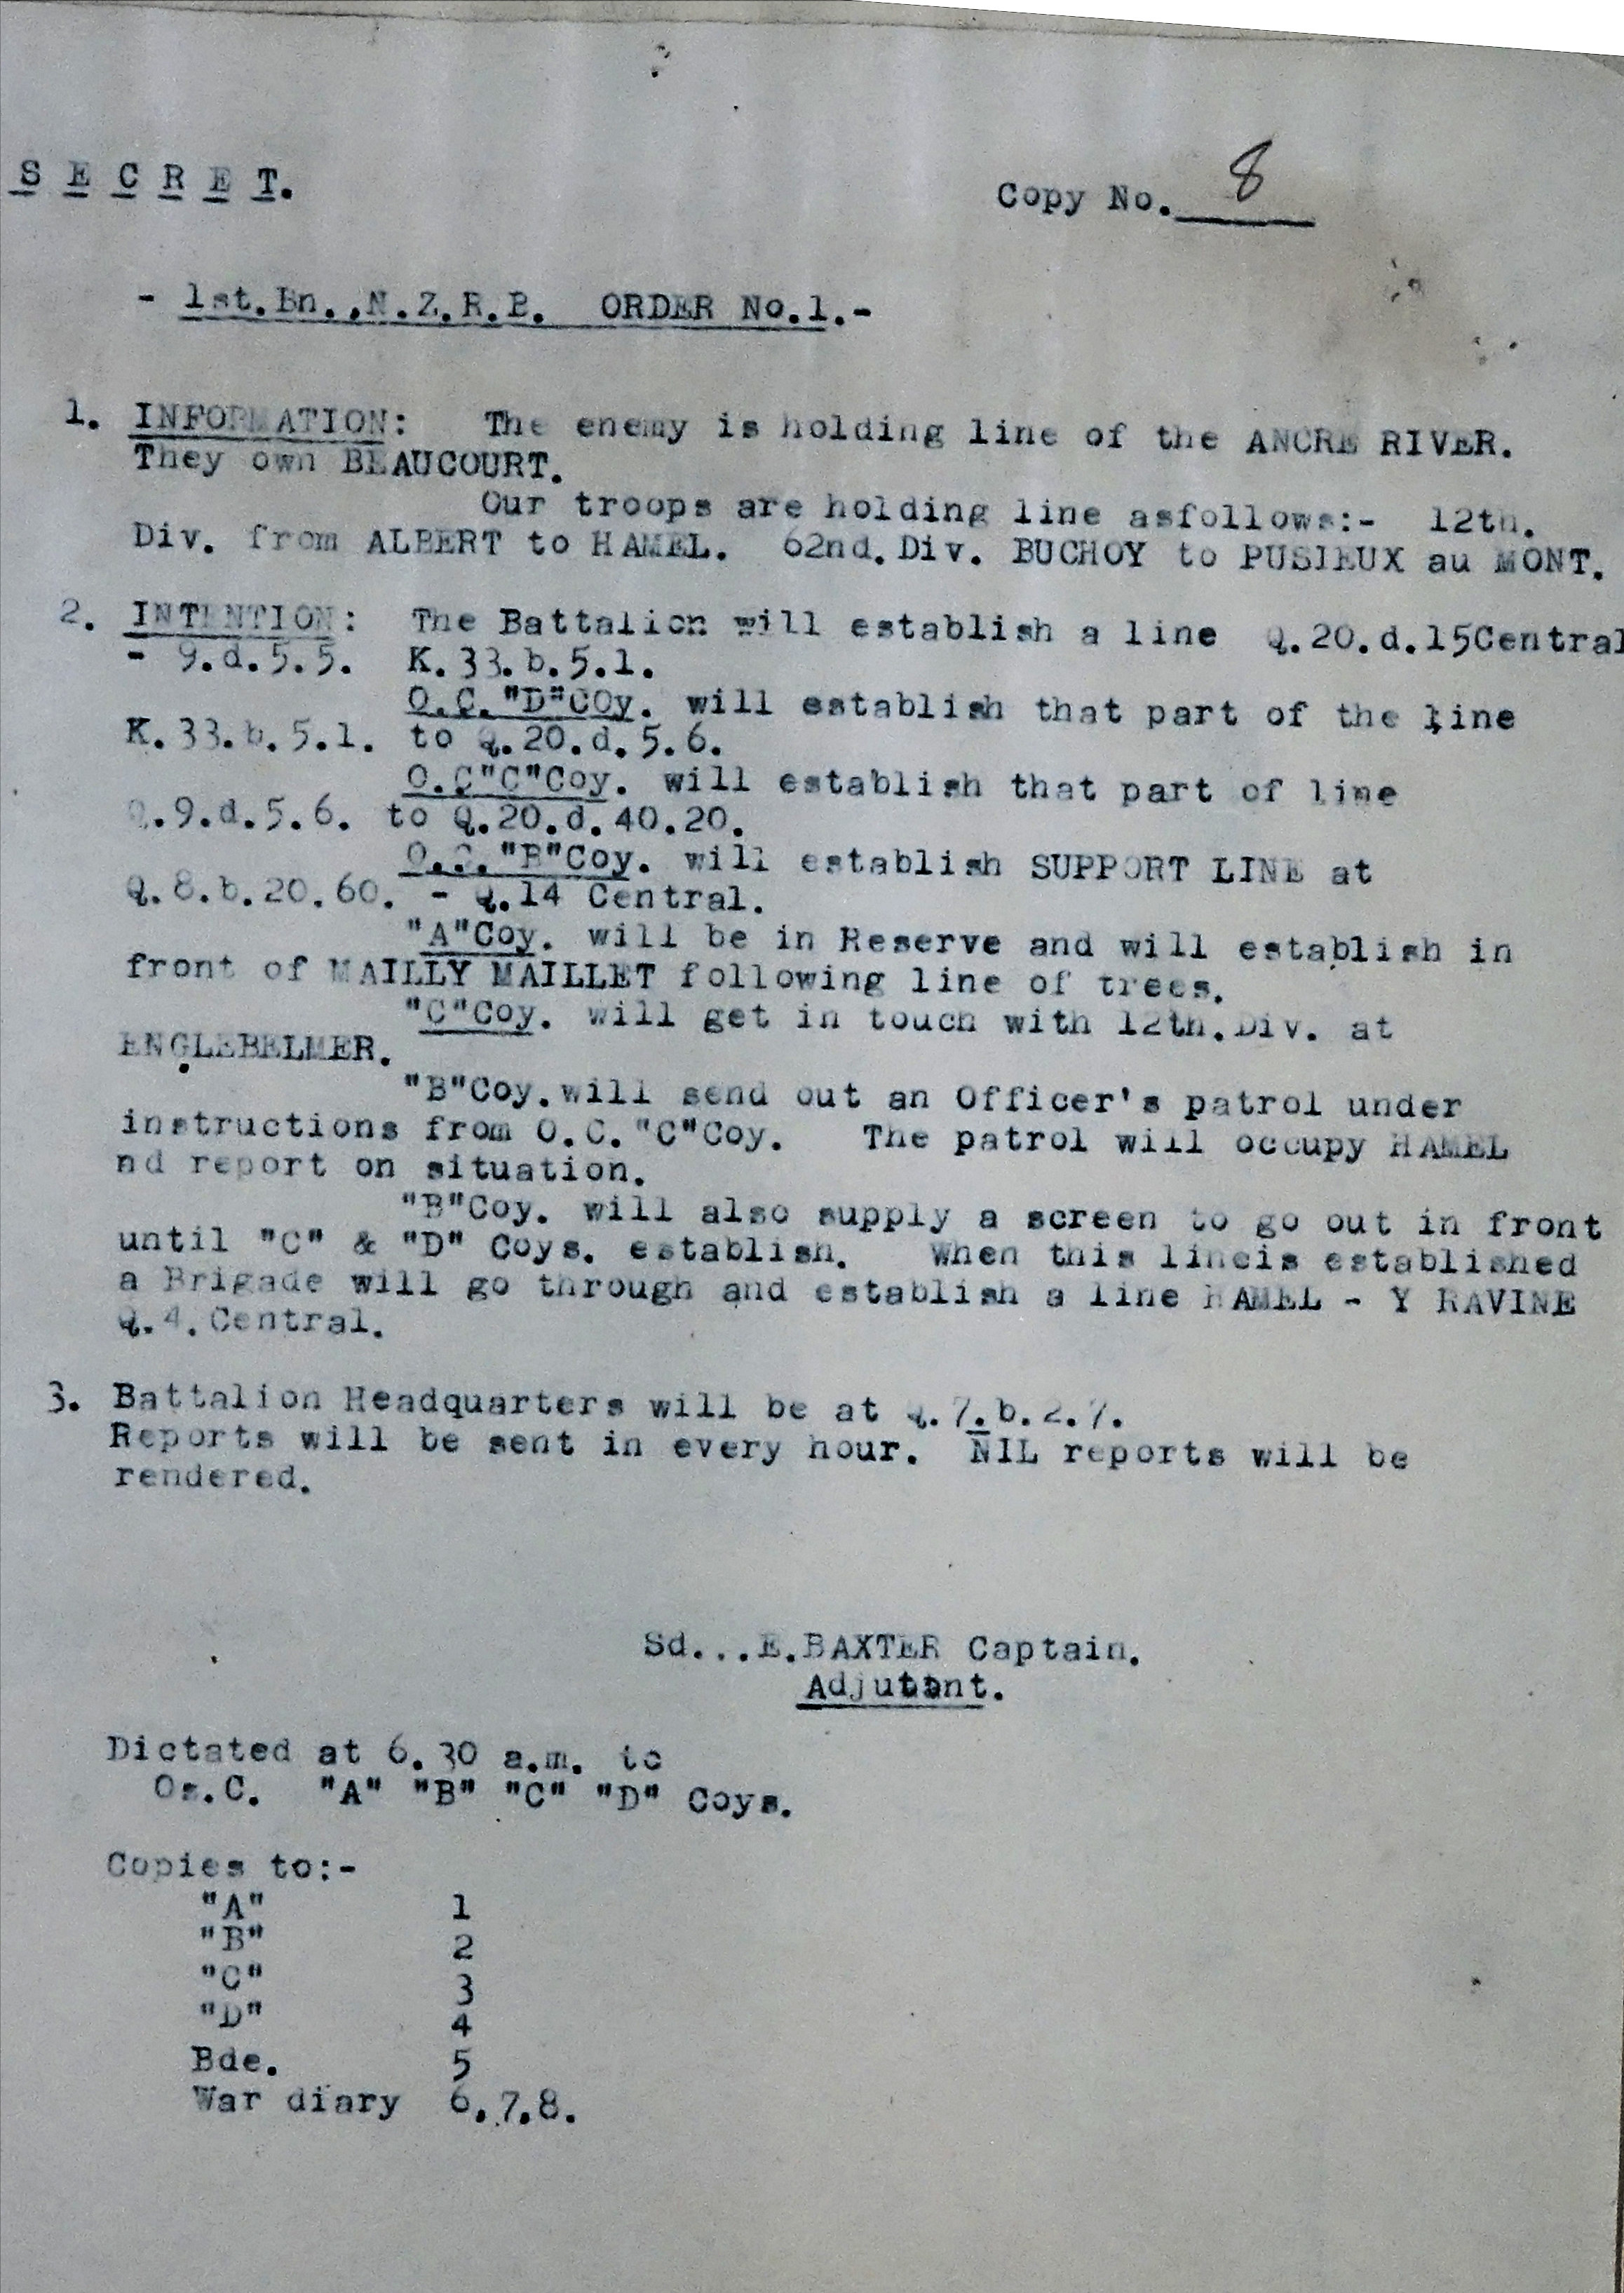 S E C R E T.
Copy No. 8
- 1st.Bn.,N.Z.R.B. ORDER No.1.-
1. INFORMATION: The enemy is holding line of the ANCRE RIVER.
They own BEAUCOURT.
Our troops are holding line asfollows:- 12th.
Div. from ALBERT to HAMEL. 62nd.Div. BUCHOY to PUSIEUX au MONT.
2. INTENTION: The Battalion will establish a line Q.20.d.15Central
- 9.d.5.5. K.33.b.5.1.
O.C."D"COy. will establish that part of the line
K.33.b.5.1. to Q.20.d.5.6.
O.C"C"Coy. will establish that part of line
Q.9.d.5.6. to Q.20.d.40.20.
O.C."B"Coy. will establish SUPPORT LINE at
Q.8.b.20.60. - Q.14 Central.
"A"Coy. will be in Reserve and will establish in
front of MAILLY MAILLET following line of trees.
"C"Coy. will get in touch with 12th.Div. at
ENGLEBELMER.
"B"Coy.will send out an Officer's patrol under
instructions from O.C."C"Coy. The patrol will occupy HAMEL
nd report on situation.
"B"Coy. will also supply a screen to go out in front
until "C" & "D" Coys. establish. When this lineis established
a Brigade will go through and establish a line HAMEL - Y RAVINE
Q.4.Central.
3. Battalion Headquarters will be at Q.7.b.2.7.
Reports will be sent in every hour. NIL reports will be
rendered.
Sd...E.BAXTER Captain.
Adjutant.
Dictated at 6.30 a.m. to
Os.C. "A" "B" "C" "D" Coys.
Copies to:-
"A" 1
"B" 2
"C" 3
"D" 4
Bde. 5
War diary 6.7.8.